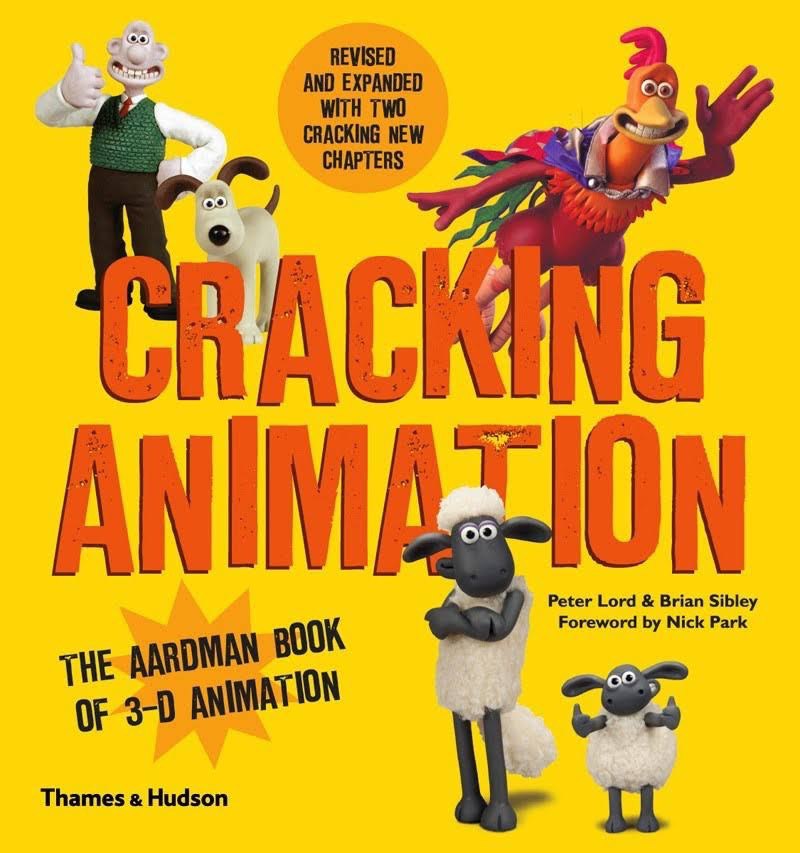 REVISED
AND EXPANDED
WITH TWO
CRACKING NEW
CHAPTERS
CRACKING
ANIMATION
Peter Lord & Brian Sibley
Foreword by Nick Park
THE AARDMAN BOOK
OF 3-D ANIMATION
Thames & Hudson